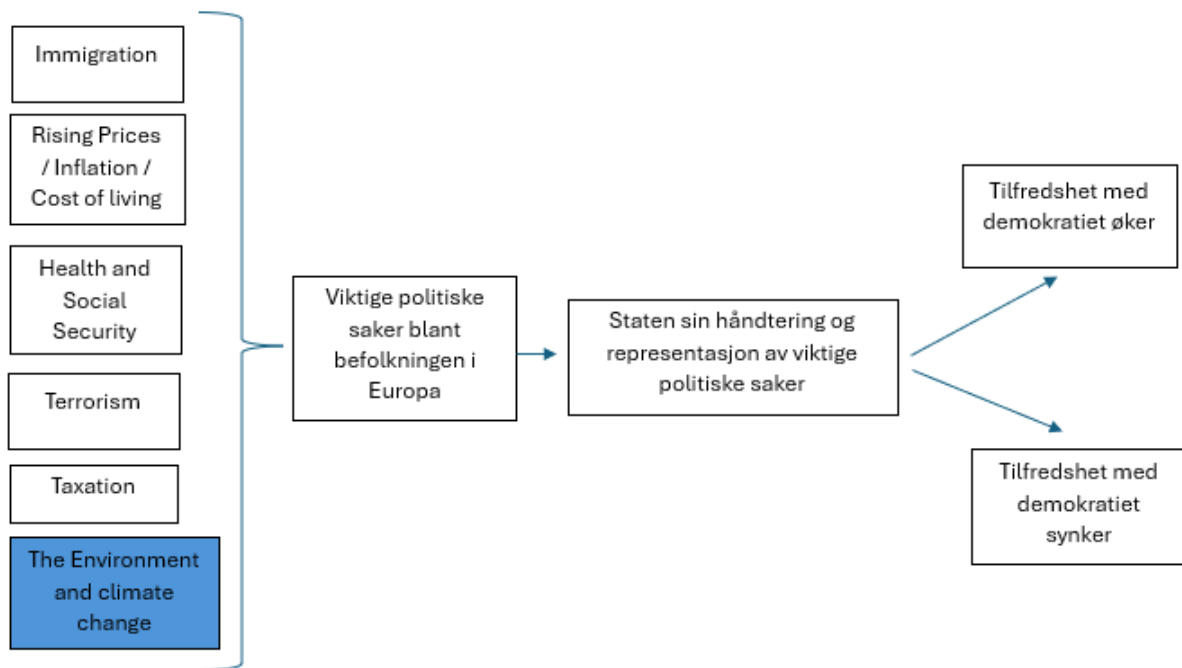 Immigration
Rising Prices
/ Inflation /
Cost of living
Health and
Social
Security
Terrorism
Taxation
The Environment
and climate
change
Viktige politiske
saker blant
befolkningen i
Europa
Staten sin håndtering og
representasjon av viktige
politiske saker
Tilfredshet med
demokratiet øker
Tilfredshet med
demokratiet
synker